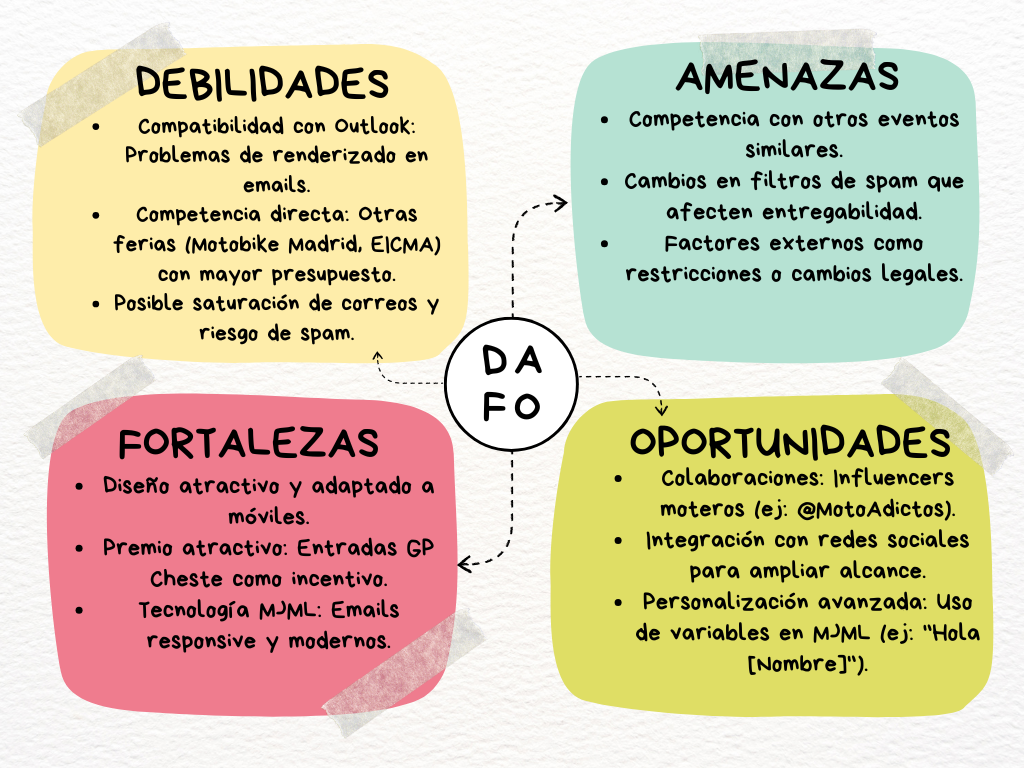 DEBILIDADES
• Compatibilidad con Outlook:
Problemas de renderizado en
emails.
• Competencia directa: Otras
ferias (Motobike Madrid, EICMA)
con mayor presupuesto.
• Posible saturación de correos y
riesgo de spam.
AMENAZAS
• Competencia con otros eventos
similares.
• Cambios en filtros de spam que
afecten entregabilidad.
• Factores externos como
restricciones o cambios legales.
DA
FO
FORTALEZAS
• Diseño atractivo y adaptado a
móviles.
• Premio atractivo: Entradas GP
Cheste como incentivo.
• Tecnología MJML: Emails
responsive y modernos.
OPORTUNIDADES
• Colaboraciones: Influencers
moteros (ej: @MotoAdictos).
• Integración con redes sociales
para ampliar alcance.
• Personalización avanzada: Uso
de variables en MJML (ej: "Hola
[Nombre]").